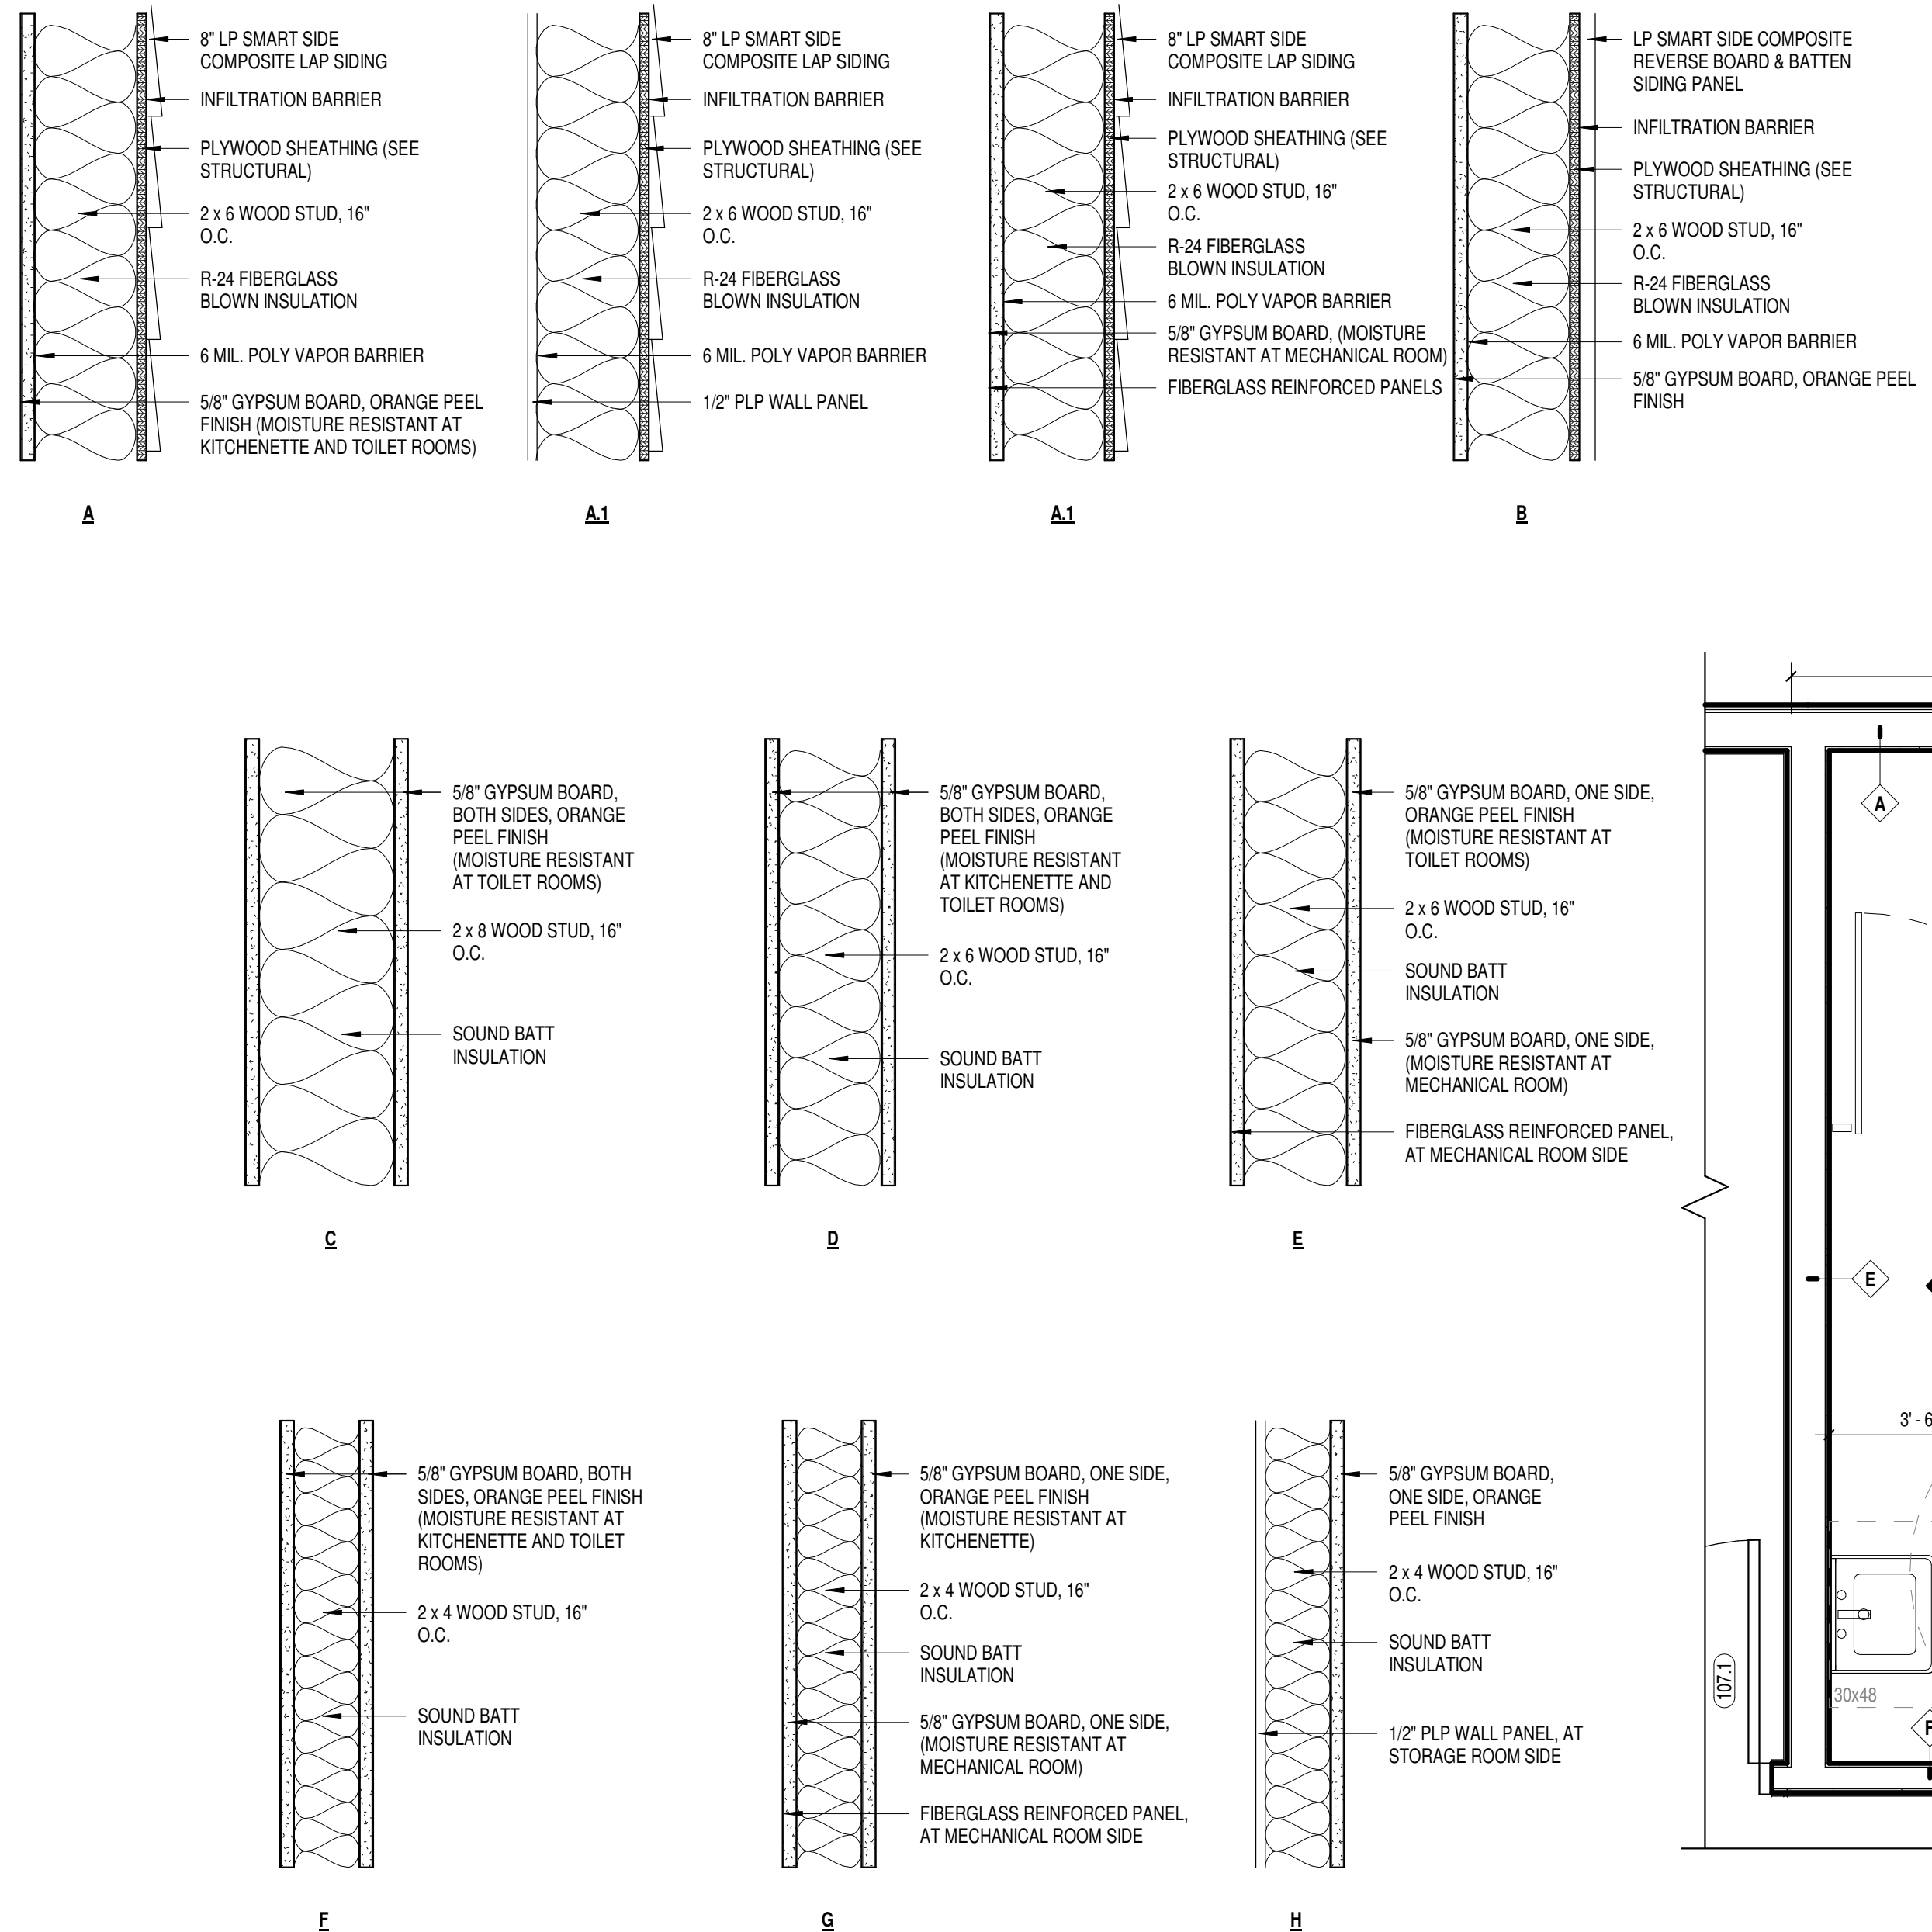 8" LP SMART SIDE
COMPOSITE LAP SIDING
INFILTRATION BARRIER
PLYWOOD SHEATHING (SEE
STRUCTURAL)
2 x 6 WOOD STUD, 16"
O.C.
R-24 FIBERGLASS
BLOWN INSULATION
6 MIL. POLY VAPOR BARRIER
5/8" GYPSUM BOARD, ORANGE PEEL
FINISH (MOISTURE RESISTANT AT
KITCHENETTE AND TOILET ROOMS)
A
8" LP SMART SIDE
COMPOSITE LAP SIDING
INFILTRATION BARRIER
PLYWOOD SHEATHING (SEE
STRUCTURAL)
2 x 6 WOOD STUD, 16"
O.C.
R-24 FIBERGLASS
BLOWN INSULATION
6 MIL. POLY VAPOR BARRIER
1/2" PLP WALL PANEL
A.1
8" LP SMART SIDE
COMPOSITE LAP SIDING
INFILTRATION BARRIER
PLYWOOD SHEATHING (SEE
STRUCTURAL)
2 x 6 WOOD STUD, 16"
O.C.
R-24 FIBERGLASS
BLOWN INSULATION
6 MIL. POLY VAPOR BARRIER
5/8" GYPSUM BOARD, (MOISTURE
RESISTANT AT MECHANICAL ROOM)
FIBERGLASS REINFORCED PANELS
A.1
LP SMART SIDE COMPOSITE
REVERSE BOARD & BATTEN
SIDING PANEL
INFILTRATION BARRIER
PLYWOOD SHEATHING (SEE
STRUCTURAL)
2 x 6 WOOD STUD, 16"
O.C.
R-24 FIBERGLASS
BLOWN INSULATION
6 MIL. POLY VAPOR BARRIER
5/8" GYPSUM BOARD, ORANGE PEEL
FINISH
B
5/8" GYPSUM BOARD,
BOTH SIDES, ORANGE
PEEL FINISH
(MOISTURE RESISTANT
AT TOILET ROOMS)
2 x 8 WOOD STUD, 16"
O.C.
SOUND BATT
INSULATION
C
5/8" GYPSUM BOARD,
BOTH SIDES, ORANGE
PEEL FINISH
(MOISTURE RESISTANT
AT KITCHENETTE AND
TOILET ROOMS)
2 x 6 WOOD STUD, 16"
O.C.
SOUND BATT
INSULATION
D
5/8" GYPSUM BOARD, ONE SIDE,
ORANGE PEEL FINISH
(MOISTURE RESISTANT AT
TOILET ROOMS)
2 x 6 WOOD STUD, 16"
O.C.
SOUND BATT
INSULATION
5/8" GYPSUM BOARD, ONE SIDE,
(MOISTURE RESISTANT AT
MECHANICAL ROOM)
FIBERGLASS REINFORCED PANEL,
AT MECHANICAL ROOM SIDE
E
5/8" GYPSUM BOARD, BOTH
SIDES, ORANGE PEEL FINISH
(MOISTURE RESISTANT AT
KITCHENETTE AND TOILET
ROOMS)
2 x 4 WOOD STUD, 16"
O.C.
SOUND BATT
INSULATION
F
5/8" GYPSUM BOARD, ONE SIDE,
ORANGE PEEL FINISH
(MOISTURE RESISTANT AT
KITCHENETTE)
2 x 4 WOOD STUD, 16"
O.C.
SOUND BATT
INSULATION
5/8" GYPSUM BOARD, ONE SIDE,
(MOISTURE RESISTANT AT
MECHANICAL ROOM)
FIBERGLASS REINFORCED PANEL,
AT MECHANICAL ROOM SIDE
G
5/8" GYPSUM BOARD,
ONE SIDE, ORANGE
PEEL FINISH
2 x 4 WOOD STUD, 16"
O.C.
SOUND BATT
INSULATION
1/2" PLP WALL PANEL, AT
STORAGE ROOM SIDE
H
A
E
3' - 6
107.1
30x48